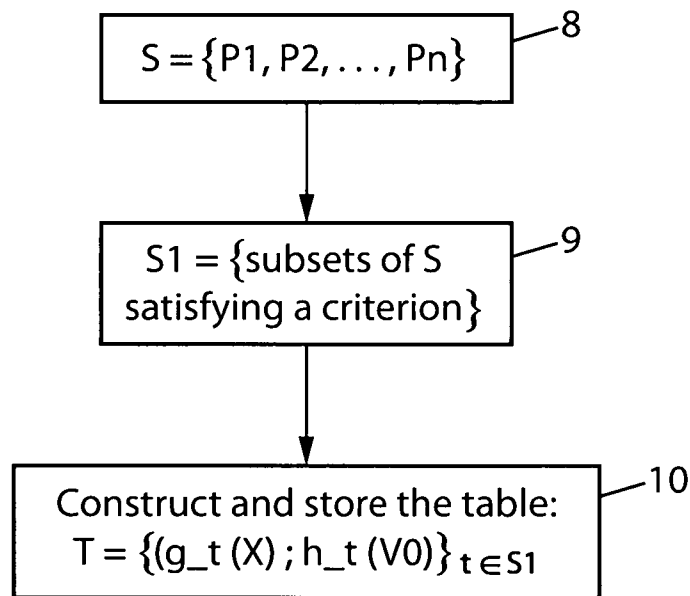 8
S = {P1, P2, . . . , Pn}
9
S1 = {subsets of S
satisfying a criterion}
10
Construct and store the table:
T = {(g_t (X) ; h_t (V0)} t ∈ S1